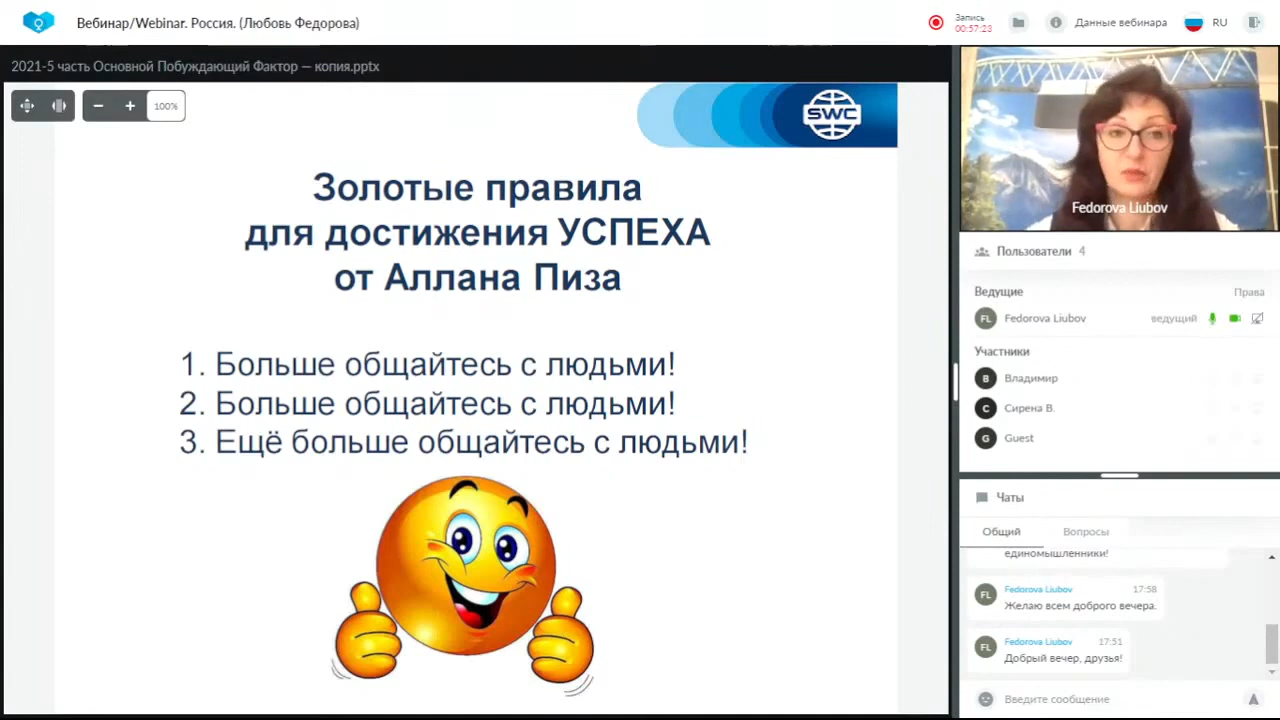 Вебинар/Webinar. Россия. (Любовь Федорова)
Запись
00:57:23
Данные вебинара
RU
2021-5 часть Основной Побуждающий Фактор — копия.pptx
100%
SWC
Золотые правила
для достижения УСПЕХА
от Аллана Пиза
1. Больше общайтесь с людьми!
2. Больше общайтесь с людьми!
3. Ещё больше общайтесь с людьми!
Fedorova Liubov
Пользователи 4
Ведущие Права
FL Fedorova Liubov ведущий
Участники
В Владимир
С Сирена В.
G Guest
Чаты
Общий Вопросы
единомышленники!
FL Fedorova Liubov 17:58
Желаю всем доброго вечера.
FL Fedorova Liubov 17:51
Добрый вечер, друзья!
Введите сообщение